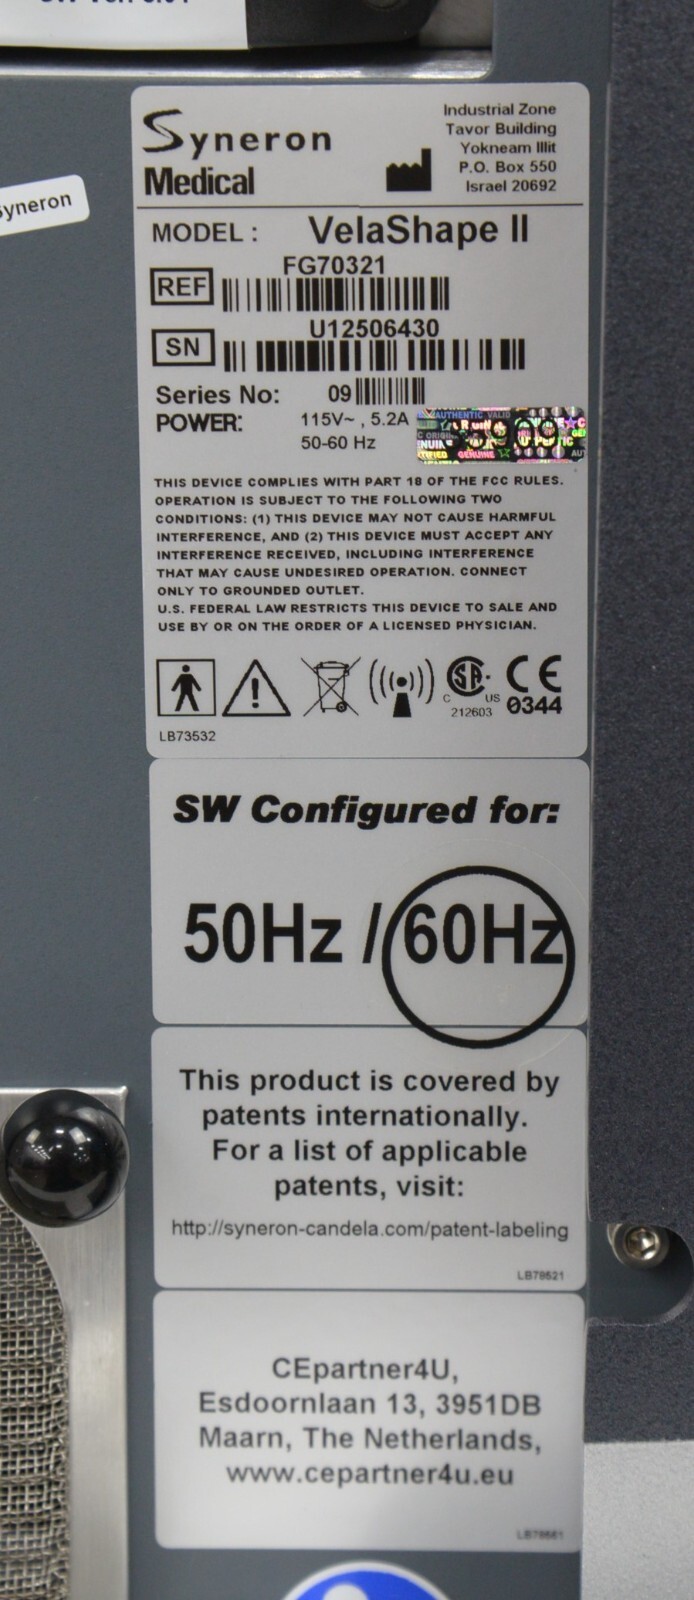 Syneron
Medical
Industrial Zone
Tavor Building
Yokneam Illit
P.O. Box 550
Israel 20692
yneron
MODEL : VelaShape II
FG70321
REF
U12506430
SN
Series No: 09
POWER: 115V~ , 5.2A
50-60 Hz
AUTHENTIC VALID
GENUINE
THIS DEVICE COMPLIES WITH PART 18 OF THE FCC RULES.
OPERATION IS SUBJECT TO THE FOLLOWING TWO
CONDITIONS: (1) THIS DEVICE MAY NOT CAUSE HARMFUL
INTERFERENCE, AND (2) THIS DEVICE MUST ACCEPT ANY
INTERFERENCE RECEIVED, INCLUDING INTERFERENCE
THAT MAY CAUSE UNDESIRED OPERATION. CONNECT
ONLY TO GROUNDED OUTLET.
U.S. FEDERAL LAW RESTRICTS THIS DEVICE TO SALE AND
USE BY OR ON THE ORDER OF A LICENSED PHYSICIAN.
C SA US CE
212603 0344
LB73532
SW Configured for:
50Hz / 60Hz
This product is covered by
patents internationally.
For a list of applicable
patents, visit:
http://syneron-candela.com/patent-labeling
CEpartner4U,
Esdoornlaan 13, 3951DB
Maarn, The Netherlands,
www.cepartner4u.eu